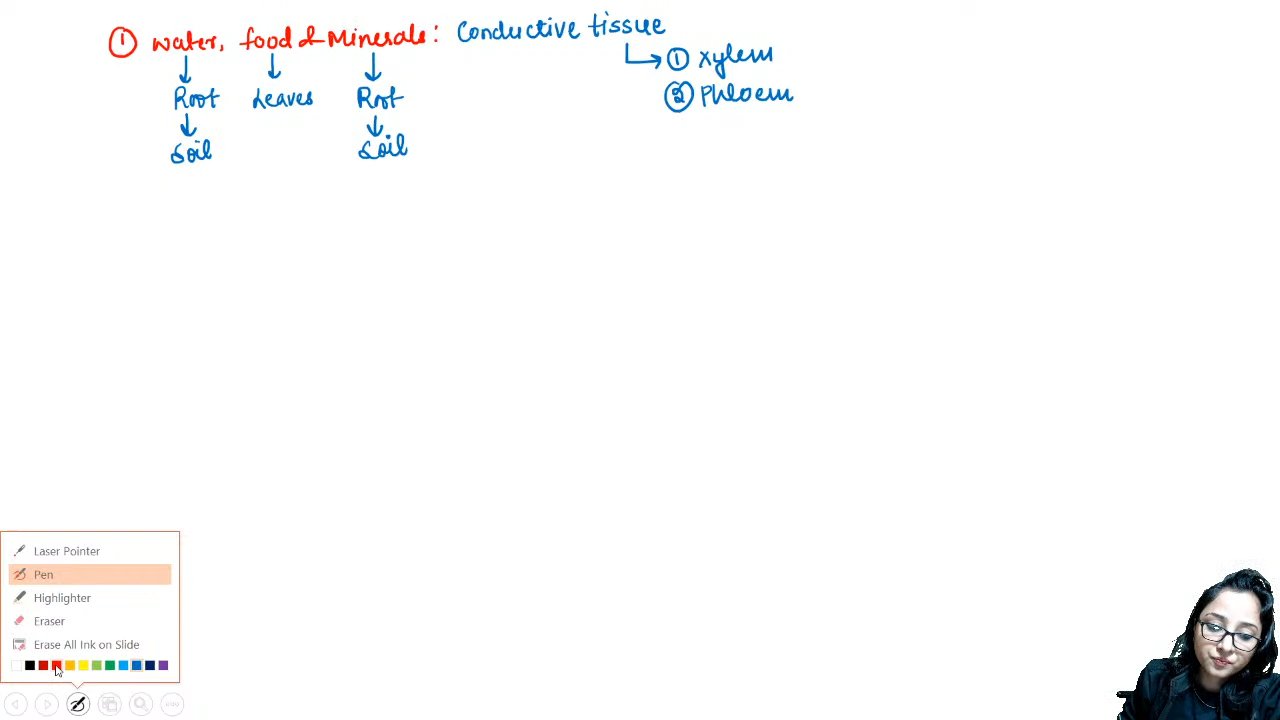 ① water, food & Minerals: Conductive tissue
① Xylem
Root Leaves Root
② Phloem
Soil Soil
Laser Pointer
Pen
Highlighter
Eraser
Erase All Ink on Slide